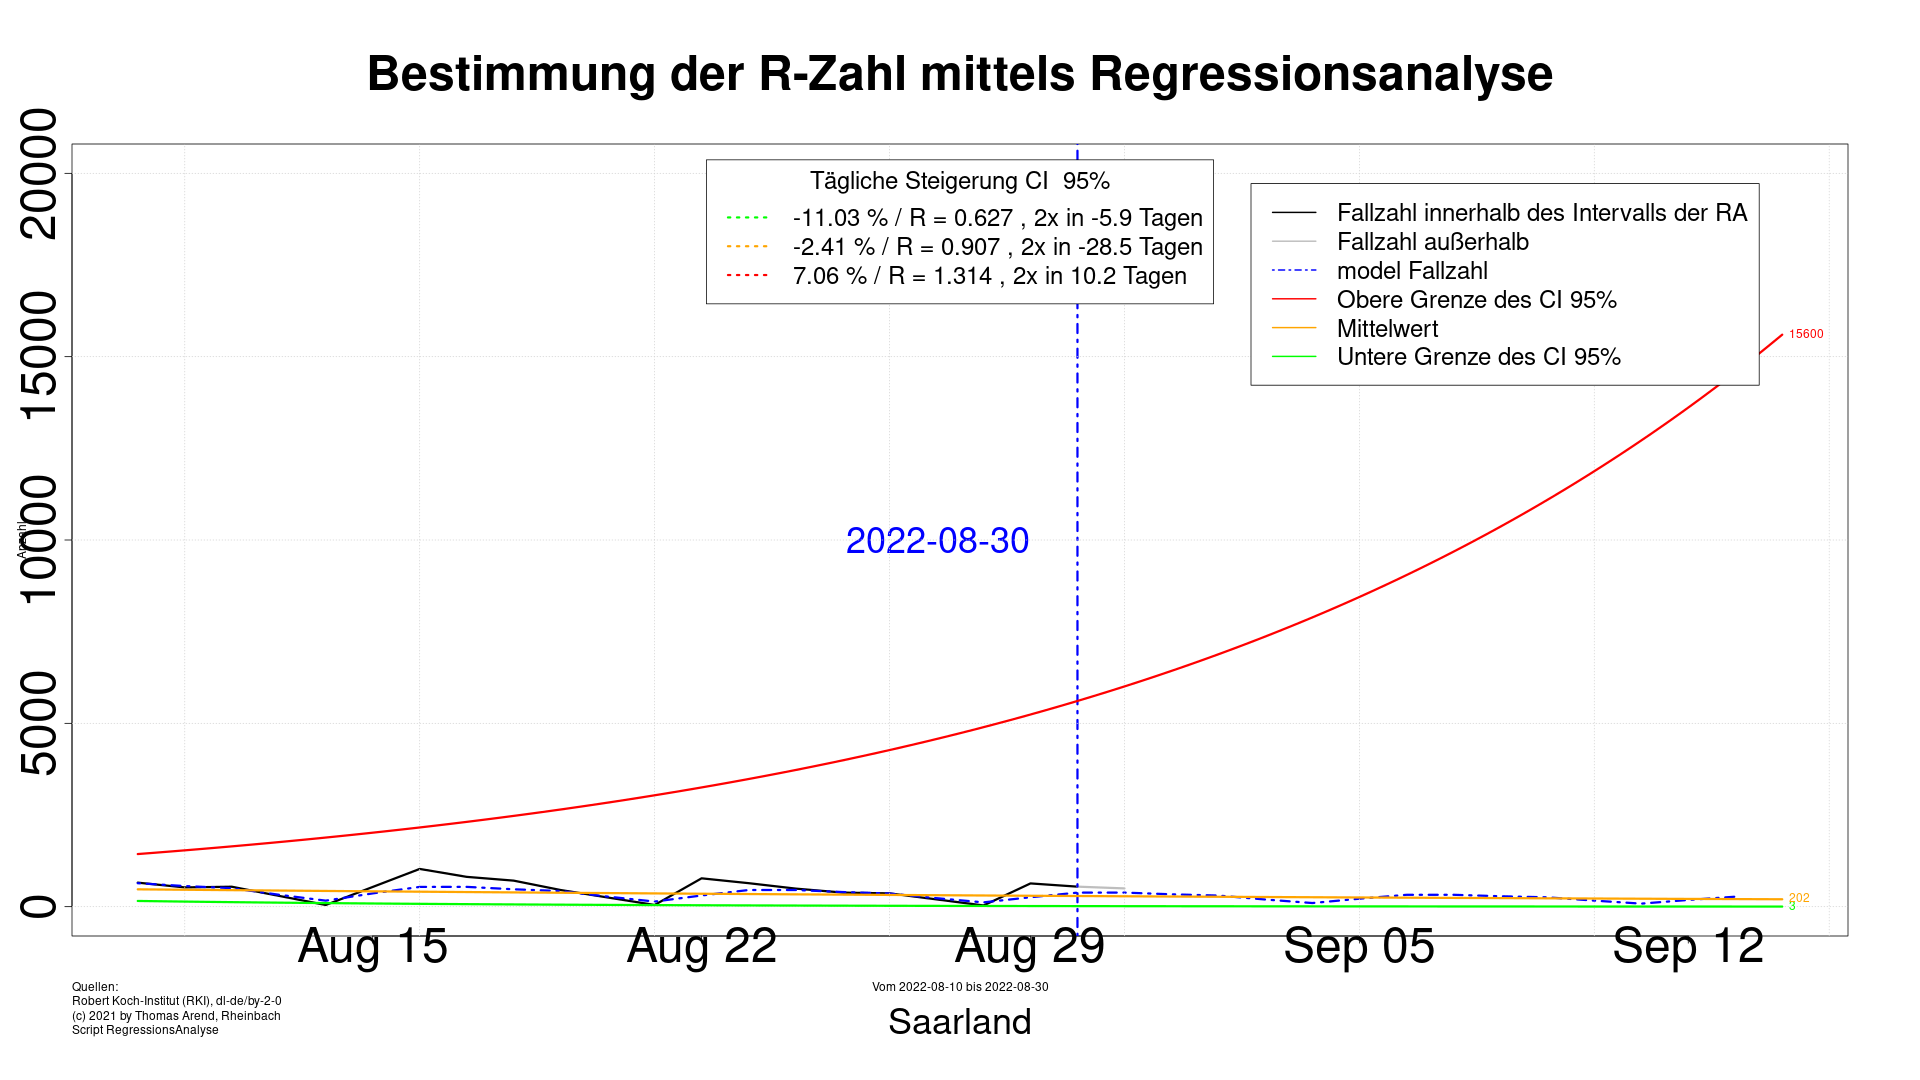 Bestimmung der R-Zahl mittels Regressionsanalyse
Anzahl
20000
15000
10000
5000
0
Tägliche Steigerung CI 95%
-11.03 % / R = 0.627 , 2x in -5.9 Tagen
-2.41 % / R = 0.907 , 2x in -28.5 Tagen
7.06 % / R = 1.314 , 2x in 10.2 Tagen
Fallzahl innerhalb des Intervalls der RA
Fallzahl außerhalb
model Fallzahl
Obere Grenze des CI 95%
Mittelwert
Untere Grenze des CI 95%
15600
2022-08-30
202
3
Aug 15
Aug 22
Aug 29
Sep 05
Sep 12
Quellen:
Robert Koch-Institut (RKI), dl-de/by-2-0
(c) 2021 by Thomas Arend, Rheinbach
Script RegressionsAnalyse
Vom 2022-08-10 bis 2022-08-30
Saarland